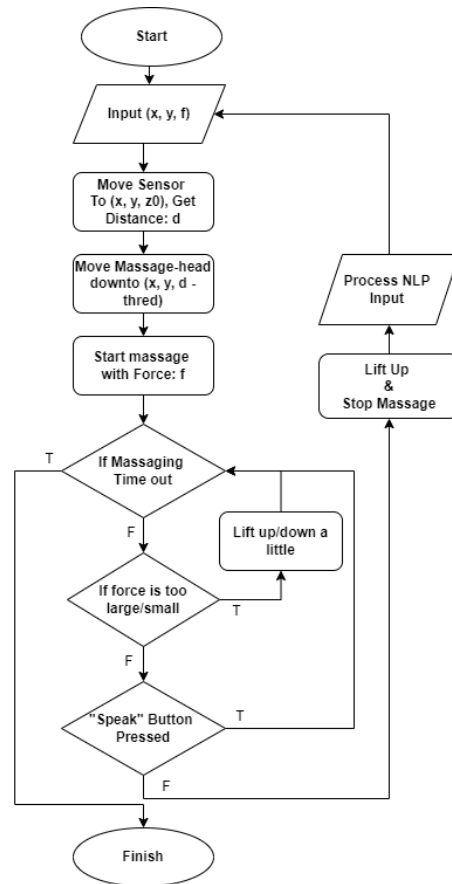 Start
Input (x, y, f)
Move Sensor
To (x, y, z0), Get
Distance: d
Move Massage-head
downto (x, y, d -
thred)
Start massage
with Force: f
If Massaging
Time out
T
F
If force is too
large/small
T
F
Lift up/down a
little
"Speak" Button
Pressed
T
F
Lift Up
&
Stop Massage
Process NLP
Input
Finish